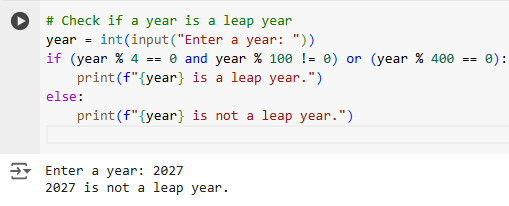 # Check if a year is a leap year
year = int(input("Enter a year: "))
if (year % 4 == 0 and year % 100 != 0) or (year % 400 == 0):
    print(f"{year} is a leap year.")
else:
    print(f"{year} is not a leap year.")
Enter a year: 2027
2027 is not a leap year.